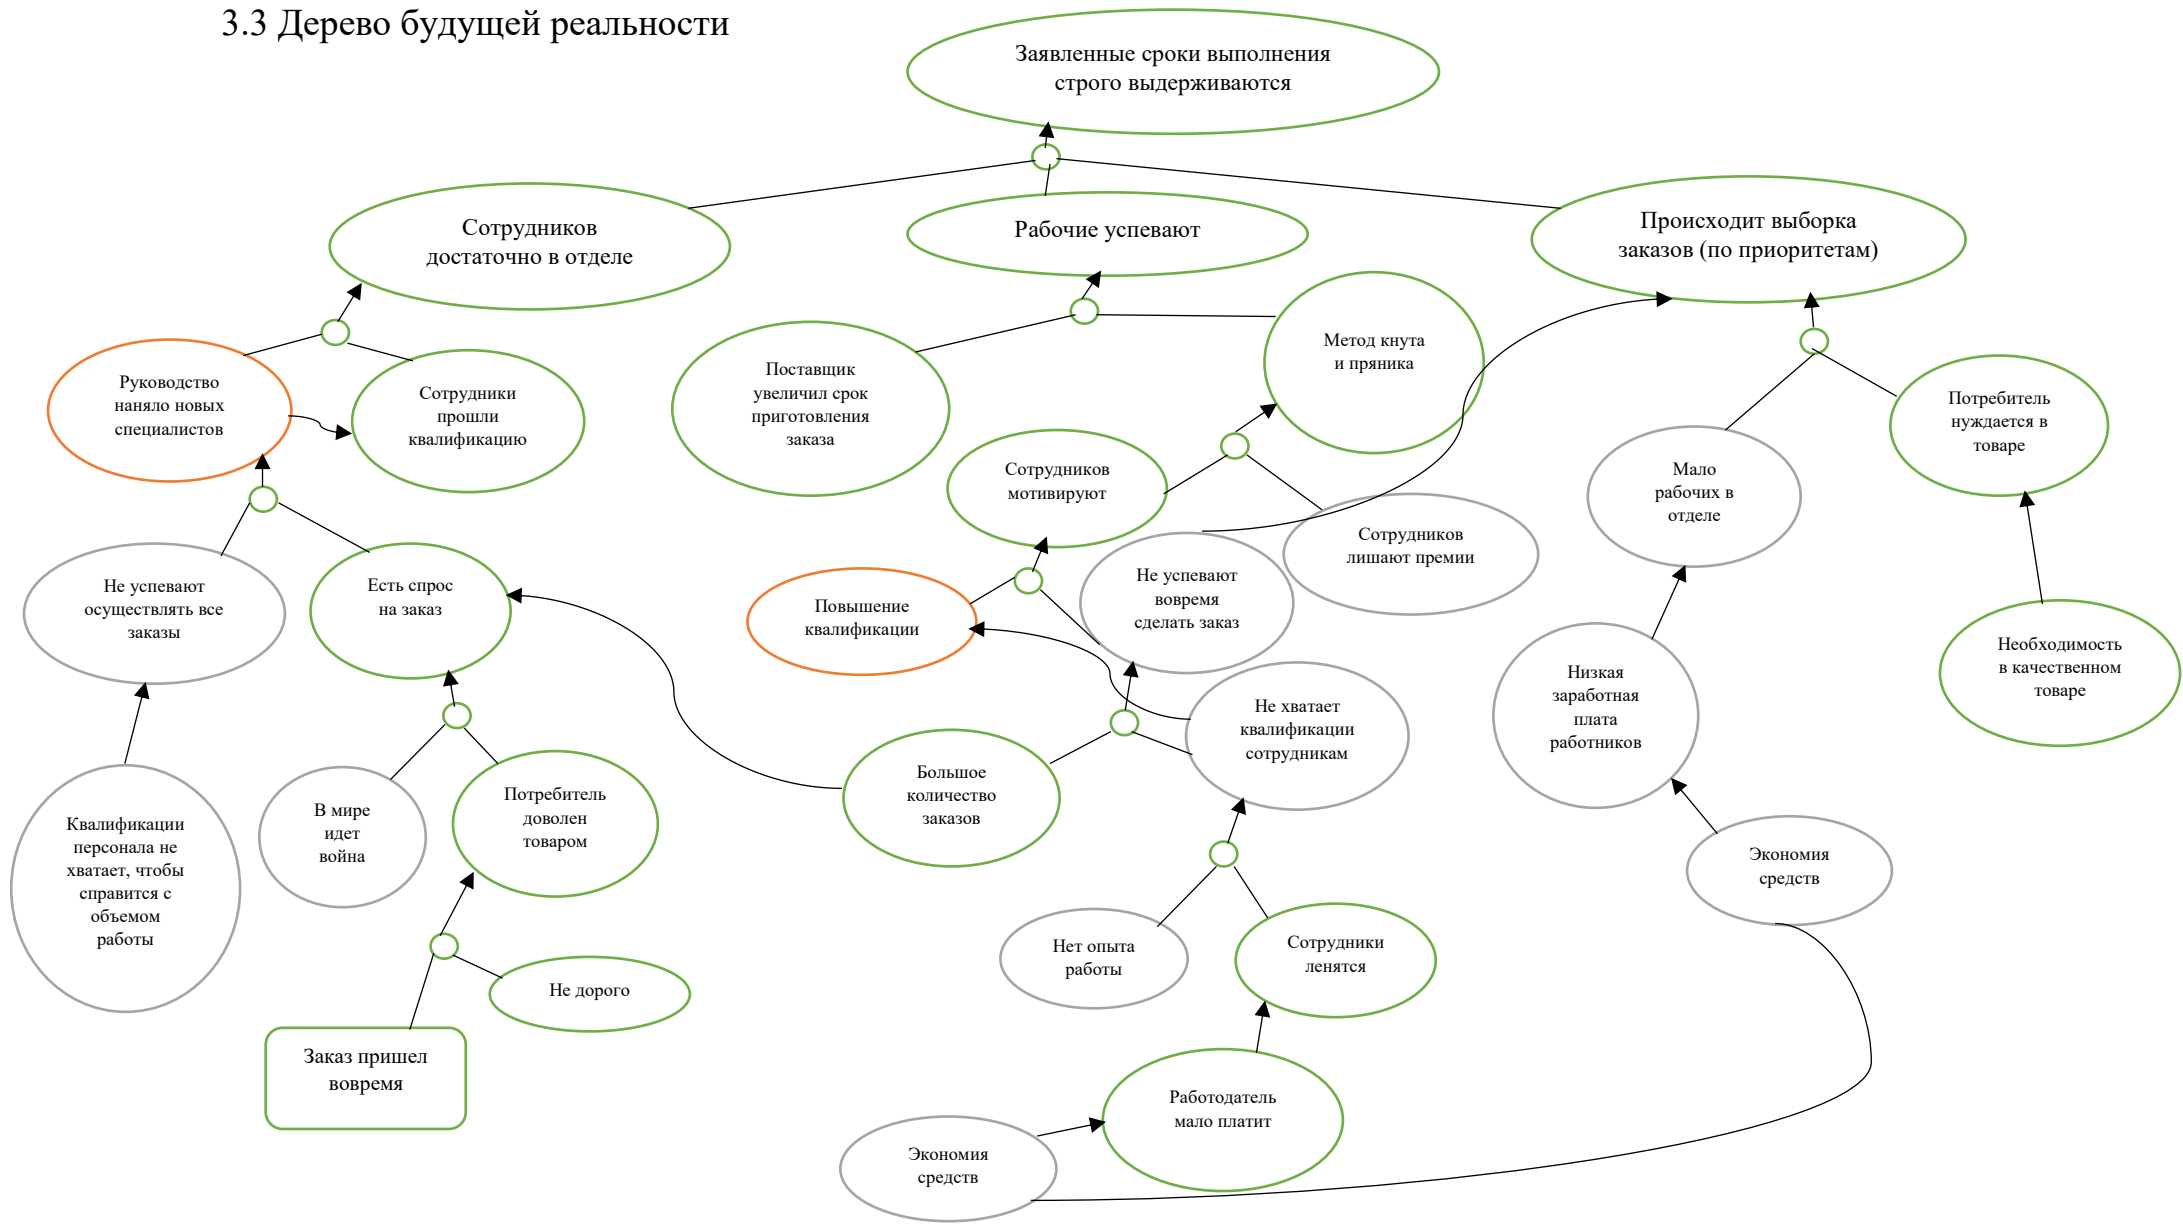 3.3 Дерево будущей реальности
Заявленные сроки выполнения
строго выдерживаются
Сотрудников
достаточно в отделе
Рабочие успевают
Происходит выборка
заказов (по приоритетам)
Руководство
наняло новых
специалистов
Сотрудники
прошли
квалификацию
Поставщик
увеличил срок
приготовления
заказа
Метод кнута
и пряника
Потребитель
нуждается в
товаре
Сотрудников
мотивируют
Мало
рабочих в
отделе
Сотрудников
лишают премии
Не успевают
осуществлять все
заказы
Есть спрос
на заказ
Повышение
квалификации
Не успевают
вовремя
сделать заказ
Низкая
заработная
плата
работников
Необходимость
в качественном
товаре
Не хватает
квалификации
сотрудникам
Большое
количество
заказов
Квалификации
персонала не
хватает, чтобы
справится с
объемом
работы
В мире
идет
война
Потребитель
доволен
товаром
Экономия
средств
Нет опыта
работы
Сотрудники
ленятся
Не дорого
Заказ пришел
вовремя
Работодатель
мало платит
Экономия
средств